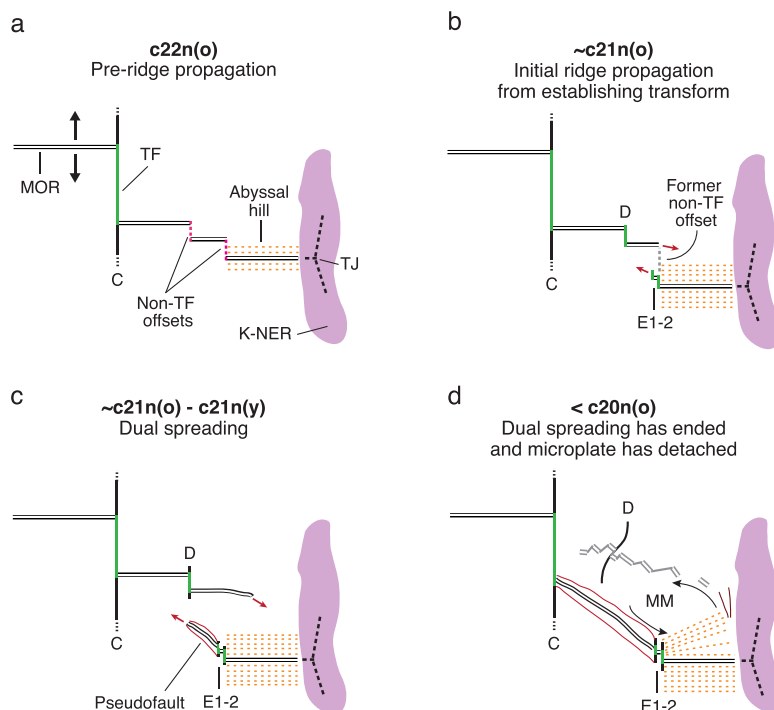 a
c22n(o)
Pre-ridge propagation
TF
MOR
Abyssal
hill
TJ
C
Non-TF
offsets
K-NER
b
~c21n(o)
Initial ridge propagation
from establishing transform
Former
non-TF
offset
D
C
E1-2
c
~c21n(o) - c21n(y)
Dual spreading
D
C
Pseudofault
E1-2
d
< c20n(o)
Dual spreading has ended
and microplate has detached
D
MM
C
E1-2